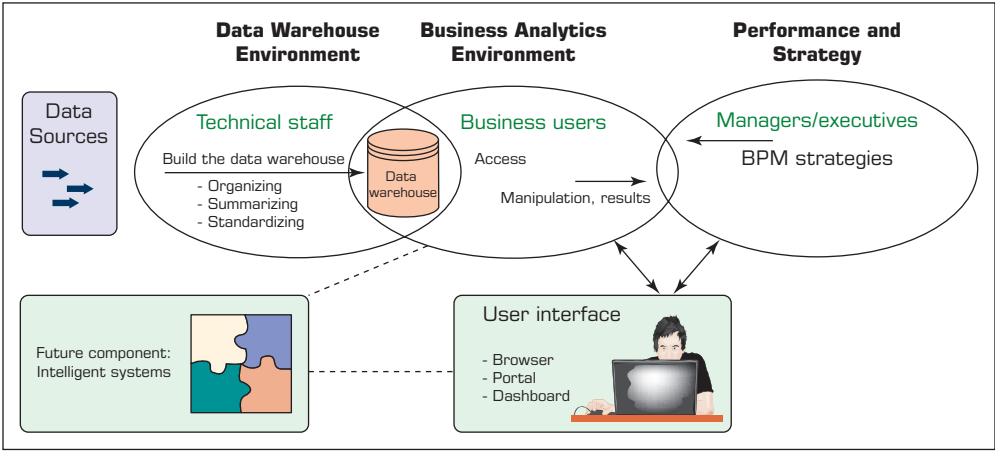 Data Warehouse
Environment
Business Analytics
Environment
Performance and
Strategy
Data
Sources
Technical staff
Build the data warehouse
- Organizing
- Summarizing
- Standardizing
Data
warehouse
Business users
Access
Manipulation, results
Managers/executives
BPM strategies
Future component:
Intelligent systems
User interface
- Browser
- Portal
- Dashboard